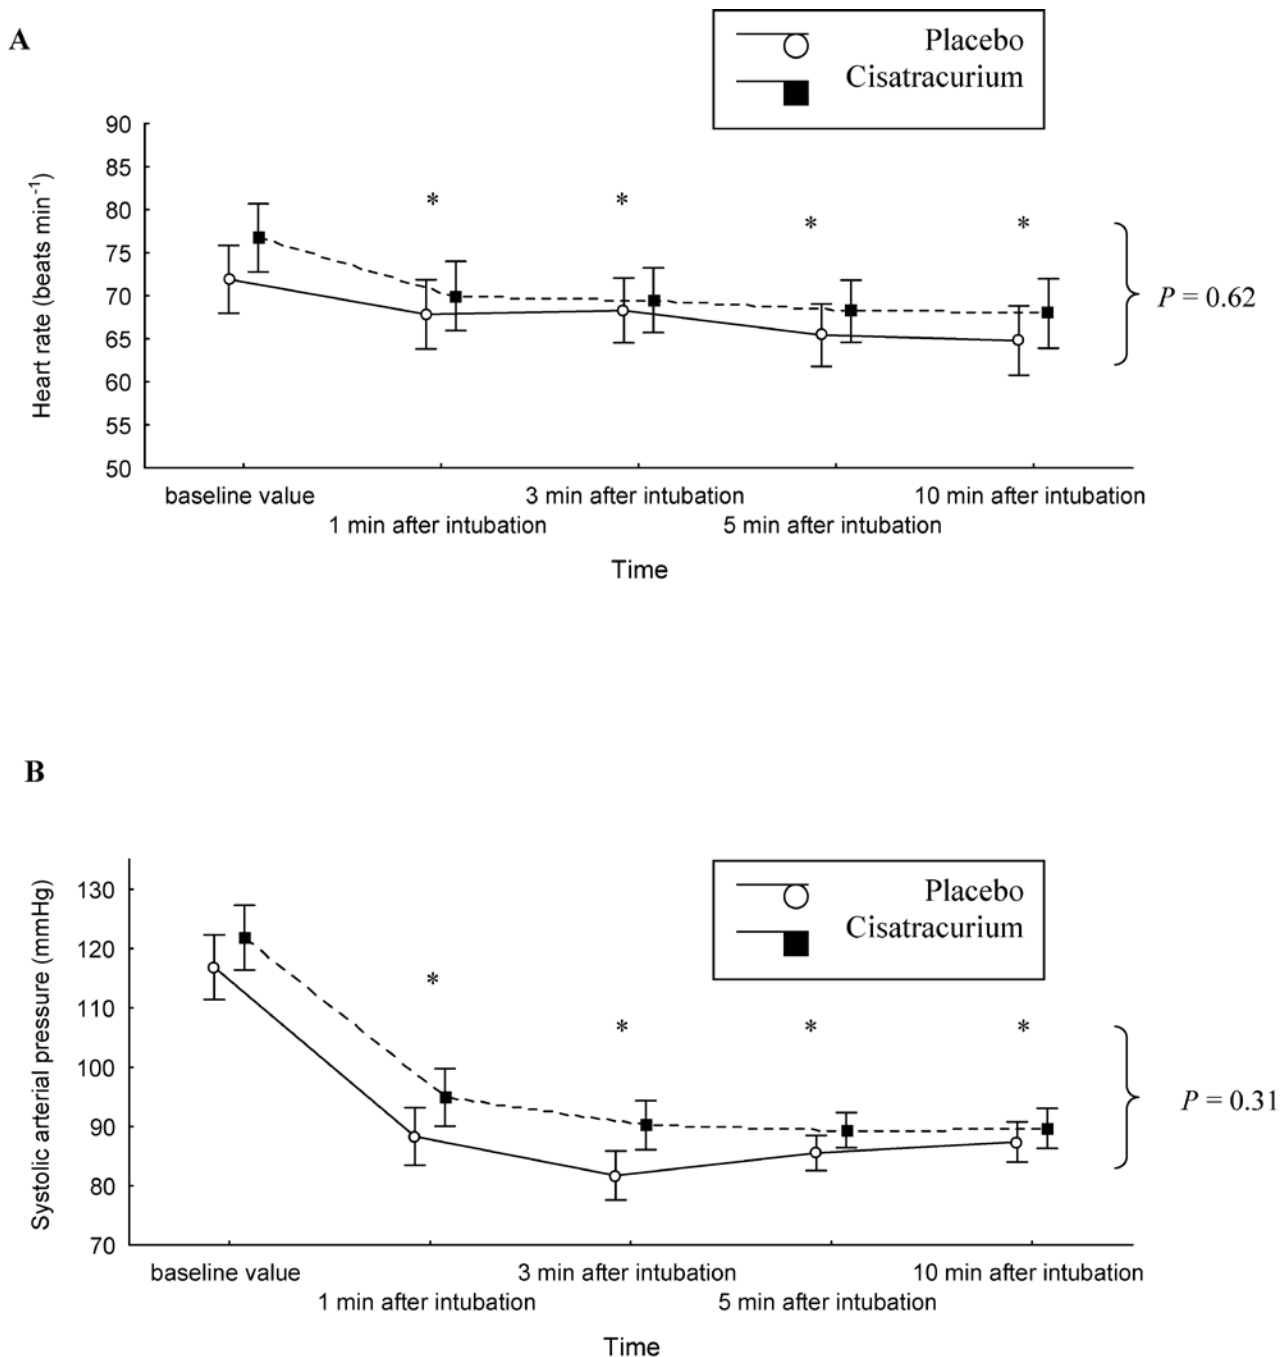 A
Placebo
Cisatracurium
90
85
80
75
70
65
60
55
50
Heart rate (beats min⁻¹)
* * * *
P = 0.62
baseline value 3 min after intubation 10 min after intubation
1 min after intubation 5 min after intubation
Time
B
Placebo
Cisatracurium
130
120
110
100
90
80
70
Systolic arterial pressure (mmHg)
* * * *
P = 0.31
baseline value 3 min after intubation 10 min after intubation
1 min after intubation 5 min after intubation
Time